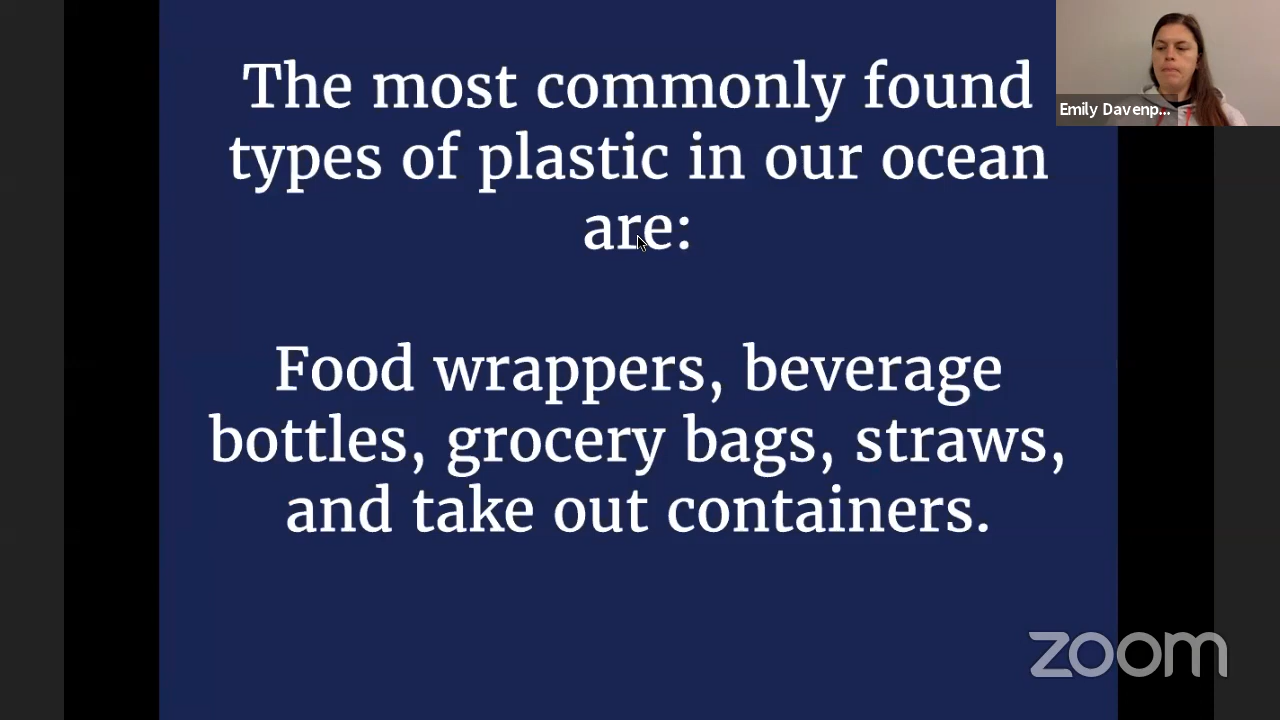 The most commonly found
types of plastic in our ocean
are:
Food wrappers, beverage
bottles, grocery bags, straws,
and take out containers.
Emily Davenp...
zoom